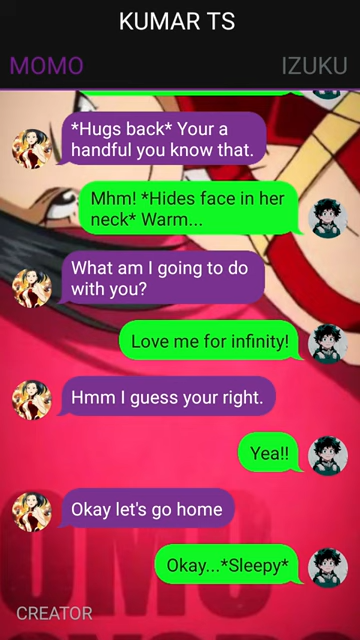 KUMAR TS
MOMO
IZUKU
*Hugs back* Your a
handful you know that.
Mhm! *Hides face in her
neck* Warm...
What am I going to do
with you?
Love me for infinity!
Hmm I guess your right.
Yea!!
Okay let's go home
Okay...*Sleepy*
CREATOR